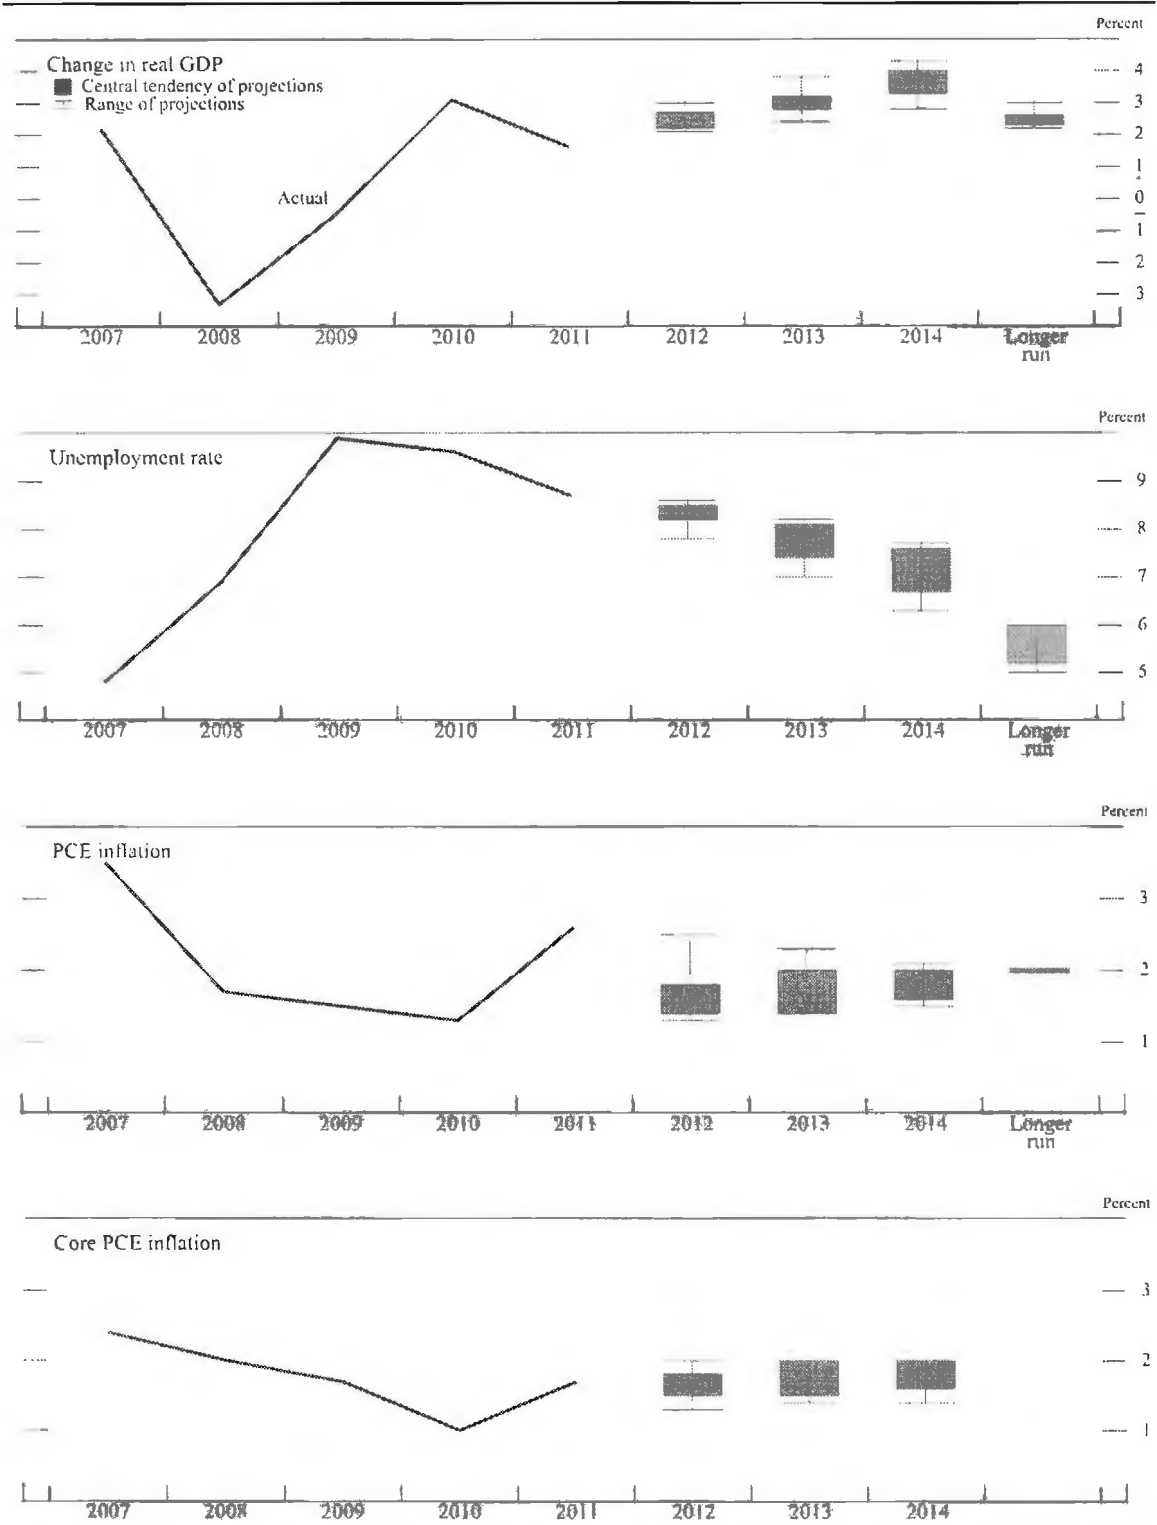 Percent
Change in real GDP
Central tendency of projections
Range of projections
Actual
4
3
2
1
0
1
2
3
2007 2008 2009 2010 2011 2012 2013 2014 Longer
run
Percent
Unemployment rate
9
8
7
6
5
2007 2008 2009 2010 2011 2012 2013 2014 Longer
run
Percent
PCE inflation
3
2
1
2007 2008 2009 2010 2011 2012 2013 2014 Longer
run
Percent
Core PCE inflation
3
2
1
2007 2008 2009 2010 2011 2012 2013 2014